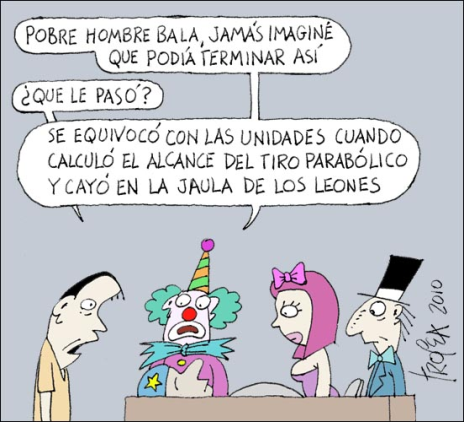 POBRE HOMBRE BALA, JAMÁS IMAGINÉ
QUE PODÍA TERMINAR ASÍ
¿QUE LE PASÓ?
SE EQUIVOCÓ CON LAS UNIDADES CUANDO
CALCULÓ EL ALCANCE DEL TIRO PARABÓLICO
Y CAYÓ EN LA JAULA DE LOS LEONES
TROPEA 2010